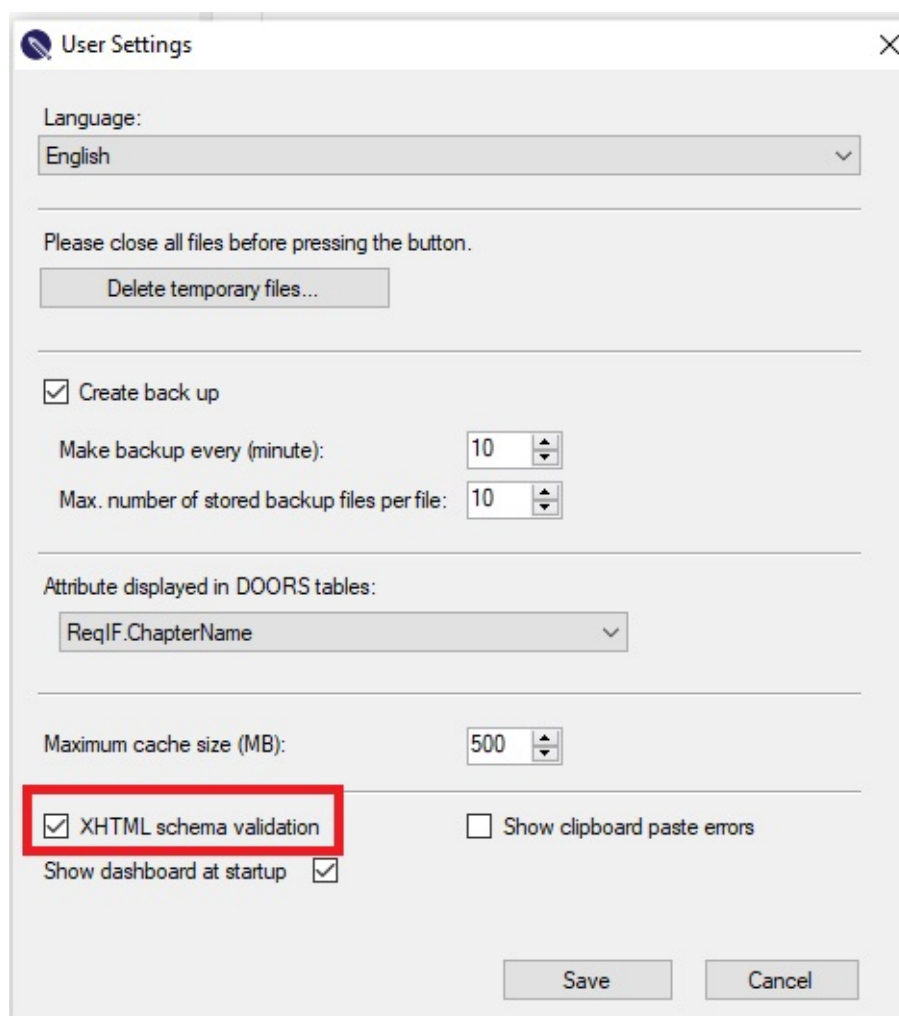 User Settings
Language:
English
Please close all files before pressing the button.
Delete temporary files...
Create back up
Make backup every (minute): 10
Max. number of stored backup files per file: 10
Attribute displayed in DOORS tables:
ReqIF.ChapterName
Maximum cache size (MB): 500
XHTML schema validation Show clipboard paste errors
Show dashboard at startup
Save Cancel